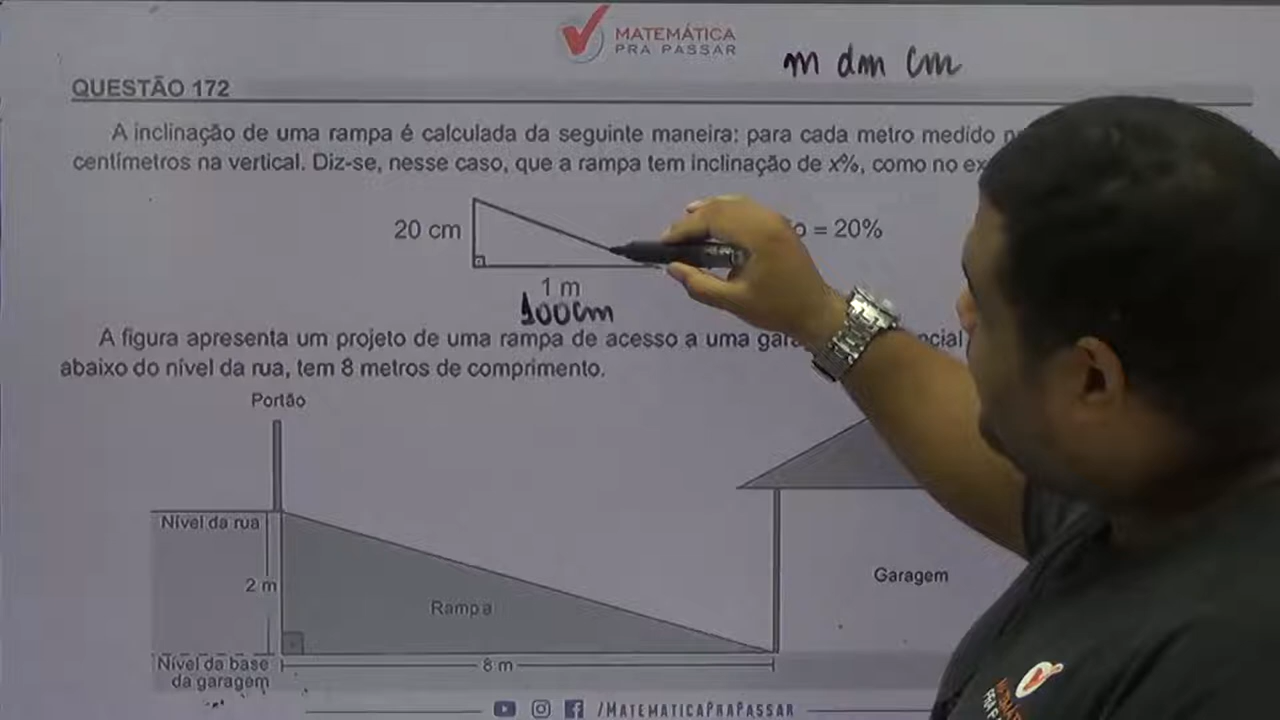 MATEMÁTICA
PRA PASSAR
m dm cm
QUESTÃO 172
A inclinação de uma rampa é calculada da seguinte maneira: para cada metro medido
centímetros na vertical. Diz-se, nesse caso, que a rampa tem inclinação de x%, como no
20 cm
= 20%
1 m
100cm
A figura apresenta um projeto de uma rampa de acesso a uma
abaixo do nível da rua, tem 8 metros de comprimento.
Portão
Nível da rua
2 m
Rampa
Garagem
Nível da base
da garagem
8 m
/MATEMATICAPRAPASSAR